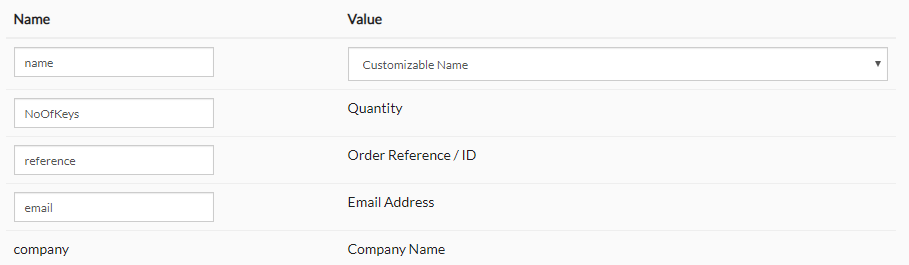 Name Value
name Customizable Name
NoOfKeys Quantity
reference Order Reference / ID
email Email Address
company Company Name